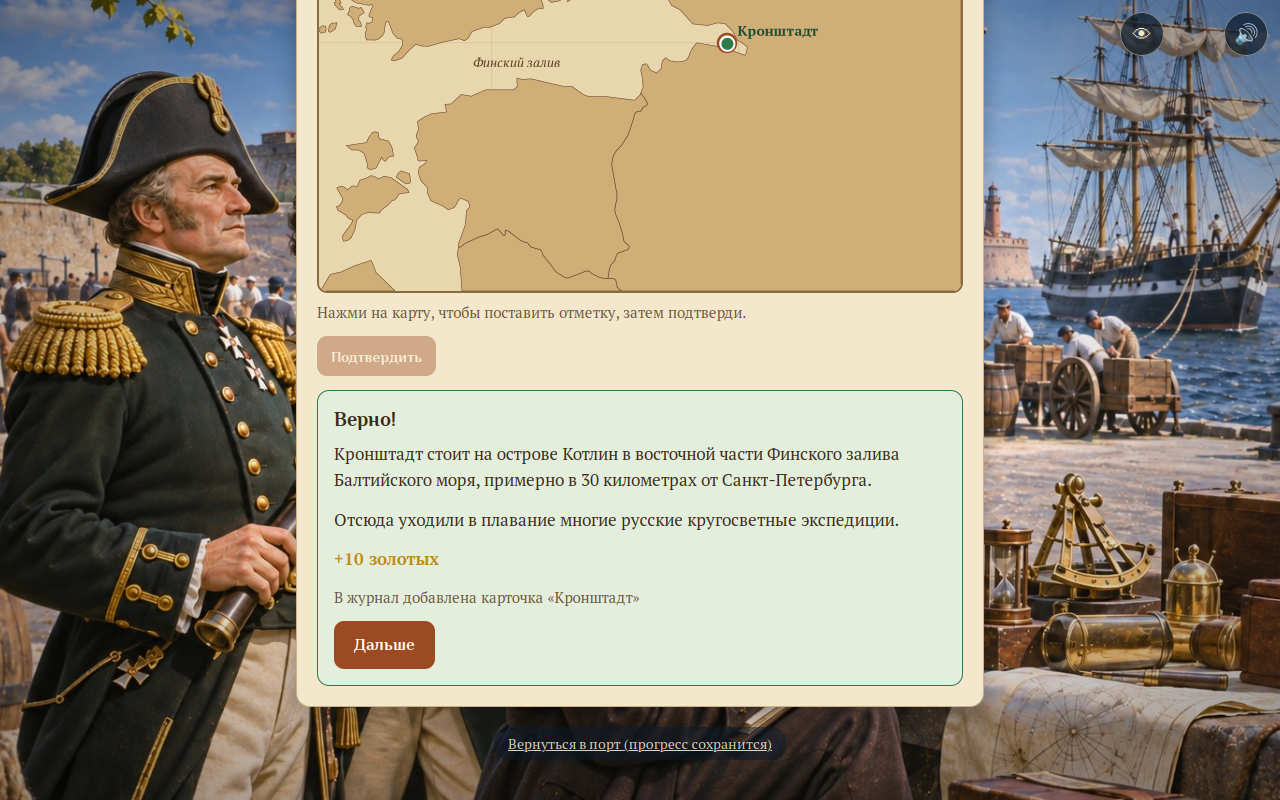 Кронштадт
Финский залив
Нажми на карту, чтобы поставить отметку, затем подтверди.
Подтвердить
Верно!
Кронштадт стоит на острове Котлин в восточной части Финского залива
Балтийского моря, примерно в 30 километрах от Санкт-Петербурга.
Отсюда уходили в плавание многие русские кругосветные экспедиции.
+10 золотых
В журнал добавлена карточка «Кронштадт»
Дальше
Вернуться в порт (прогресс сохранится)